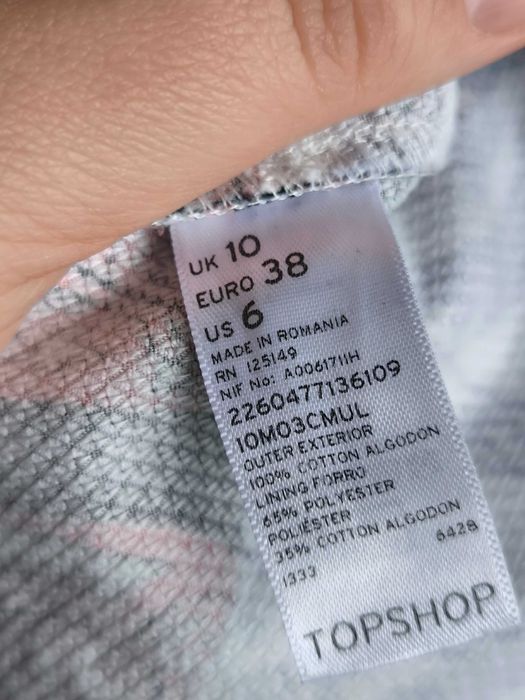 UK 10
EURO 38
US 6
MADE IN ROMANIA
RN 125149
NIF No: A0061711H
2260477136109
10M03CMUL
OUTER EXTERIOR
100% COTTON ALGODON
LINING FORRO
65% POLYESTER
POLIÉSTER
35% COTTON ALGODON
1333 6428
TOPSHOP